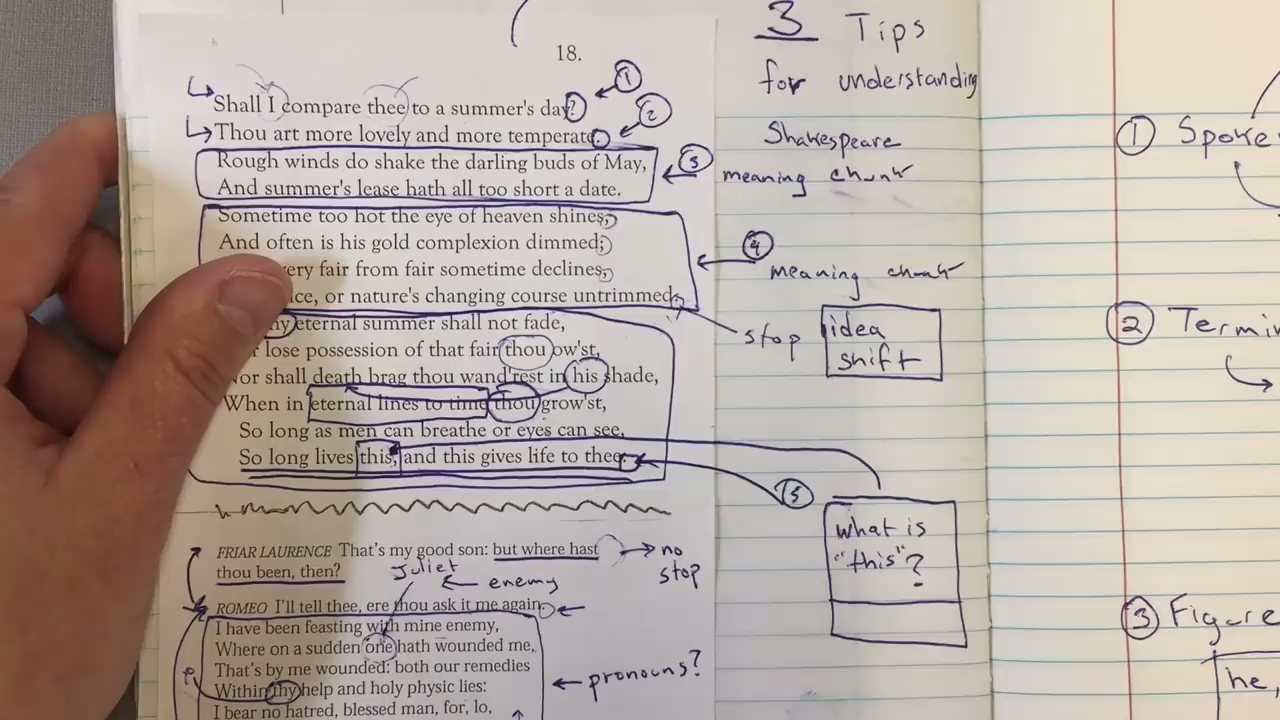 18.
Shall I compare thee to a summer's day?
Thou art more lovely and more temperate.
Rough winds do shake the darling buds of May,
And summer's lease hath all too short a date.
Sometime too hot the eye of heaven shines,
And often is his gold complexion dimmed;
very fair from fair sometime declines,
or nature's changing course untrimmed.
eternal summer shall not fade,
lose possession of that fair thou ow'st,
Nor shall death brag thou wand'rest in his shade,
When in eternal lines to time thou grow'st,
So long as men can breathe or eyes can see,
So long lives this, and this gives life to thee.
FRIAR LAURENCE That's my good son: but where hast
thou been, then?
Juliet
enemy
ROMEO I'll tell thee, ere thou ask it me again.
I have been feasting with mine enemy,
Where on a sudden one hath wounded me,
That's by me wounded: both our remedies
Within thy help and holy physic lies:
I bear no hatred, blessed man, for, lo,
1
2
3
meaning chunk
4
meaning chunk
stop
idea
shift
5
what is
"this"?
no
stop
pronouns?
3 Tips
for understanding
Shakespeare
1 Spoke
2 Termin
3 Figure
he,